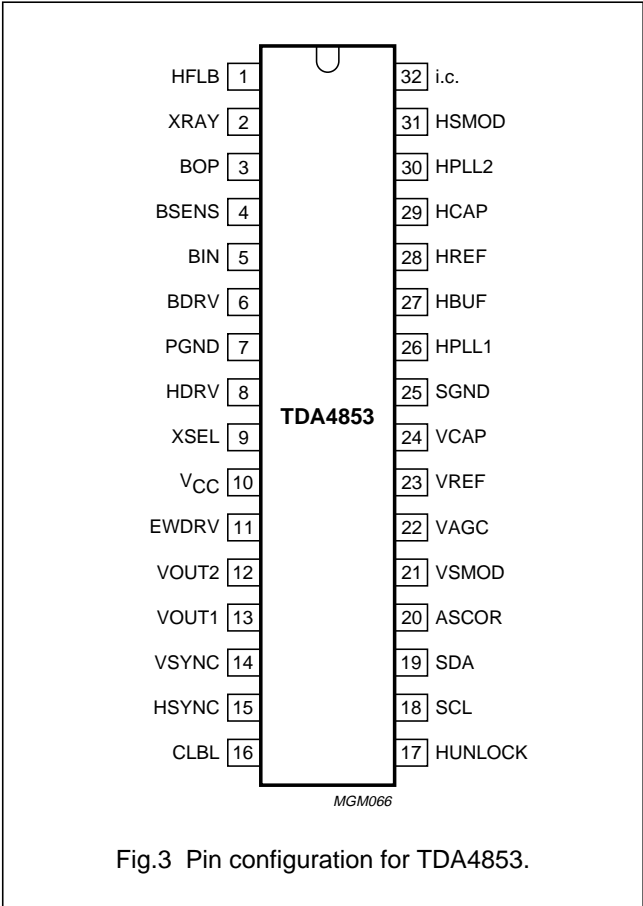 HFLB 1 32 i.c.
XRAY 2 31 HSMOD
BOP 3 30 HPLL2
BSENS 4 29 HCAP
BIN 5 28 HREF
BDRV 6 27 HBUF
PGND 7 26 HPLL1
HDRV 8 25 SGND
TDA4853
XSEL 9 24 VCAP
VCC 10 23 VREF
EWDRV 11 22 VAGC
VOUT2 12 21 VSMOD
VOUT1 13 20 ASCOR
VSYNC 14 19 SDA
HSYNC 15 18 SCL
CLBL 16 17 HUNLOCK
MGM066
Fig.3 Pin configuration for TDA4853.